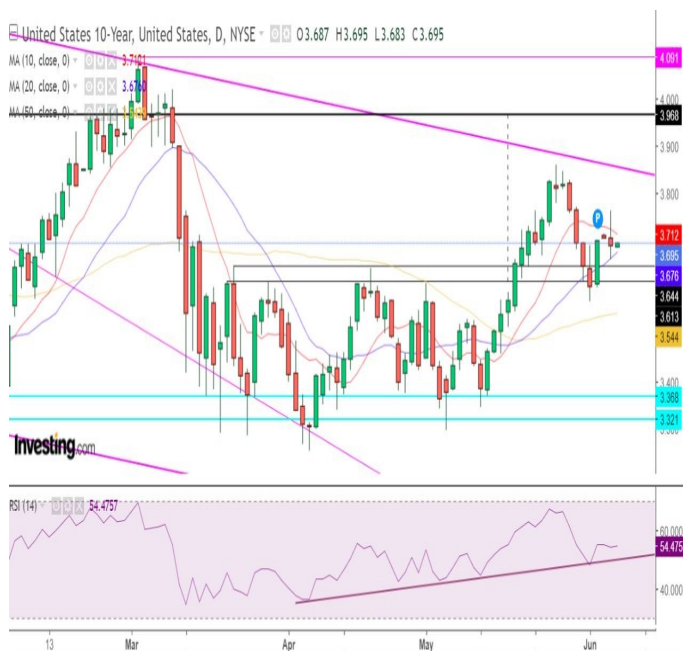 United States 10-Year, United States, D, NYSE O3.687 H3.695 L3.683 C3.695
MA (10, close, 0)
MA (20, close, 0) 3.6760
MA (50, close, 0)
4.091
4.000
3.968
3.900
3.800
3.712
3.695
3.676
3.644
3.613
3.544
3.400
3.368
3.321
P
Investing.com
RSI (14) 54.4757
60.000
54.475
40.000
13 Mar Apr May Jun